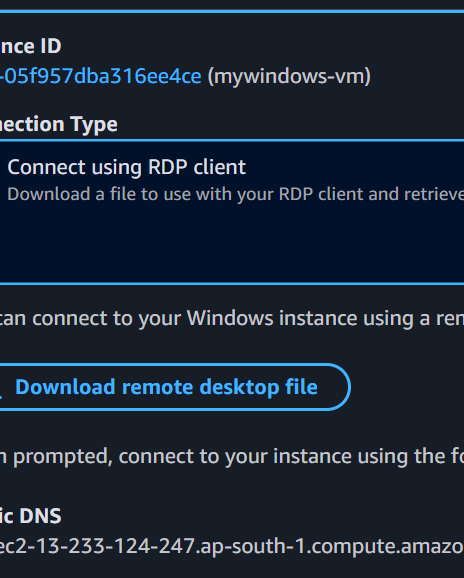 nce ID
-05f957dba316ee4ce (mywindows-vm)
nection Type
Connect using RDP client
Download a file to use with your RDP client and retrieve
can connect to your Windows instance using a rem
Download remote desktop file
n prompted, connect to your instance using the fo
ic DNS
ec2-13-233-124-247.ap-south-1.compute.amazo